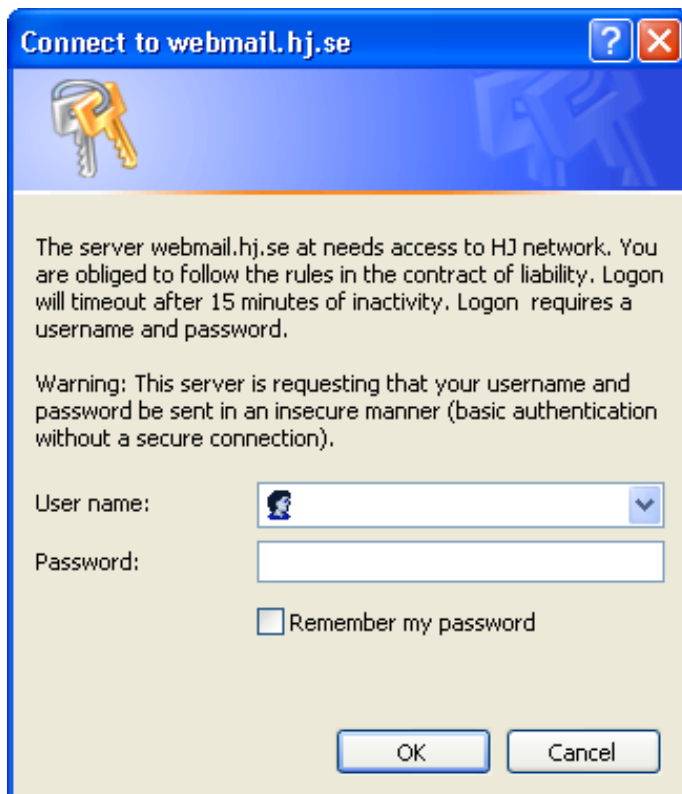 Connect to webmail.hj.se
The server webmail.hj.se at needs access to HJ network. You
are obliged to follow the rules in the contract of liability. Logon
will timeout after 15 minutes of inactivity. Logon  requires a
username and password.
Warning: This server is requesting that your username and
password be sent in an insecure manner (basic authentication
without a secure connection).
User name:
Password:
Remember my password
OK Cancel